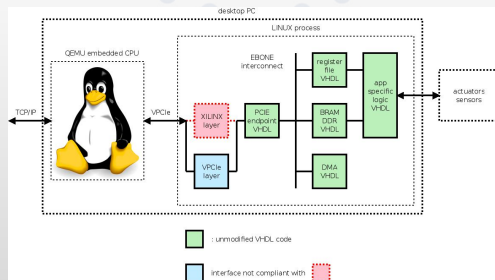 desktop PC
LINUX process
QEMU embedded CPU
EBONE
interconnect
register
file
VHDL
app
specific
logic
VHDL
actuators
sensors
TCP/IP
VPCIe
XILINX
layer
PCIE
endpoint
VHDL
BRAM
DDR
VHDL
VPCIe
layer
DMA
VHDL
: unmodified VHDL code
interface not compliant with